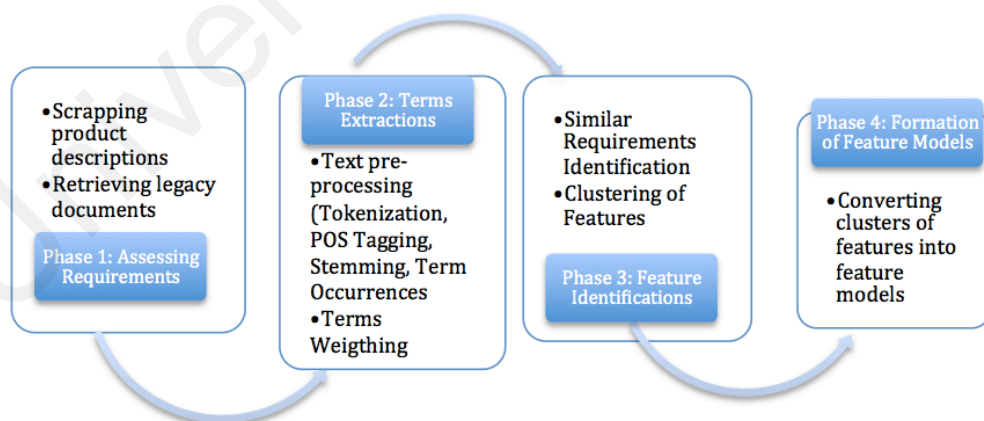 •Scrapping
product
descriptions
•Retrieving legacy
documents
Phase 1: Assessing
Requirements
Phase 2: Terms
Extractions
•Text pre-
processing
(Tokenization,
POS Tagging,
Stemming, Term
Occurrences
•Terms
Weigthing
•Similar
Requirements
Identification
•Clustering of
Features
Phase 3: Feature
Identifications
Phase 4: Formation
of Feature Models
•Converting
clusters of
features into
feature
models